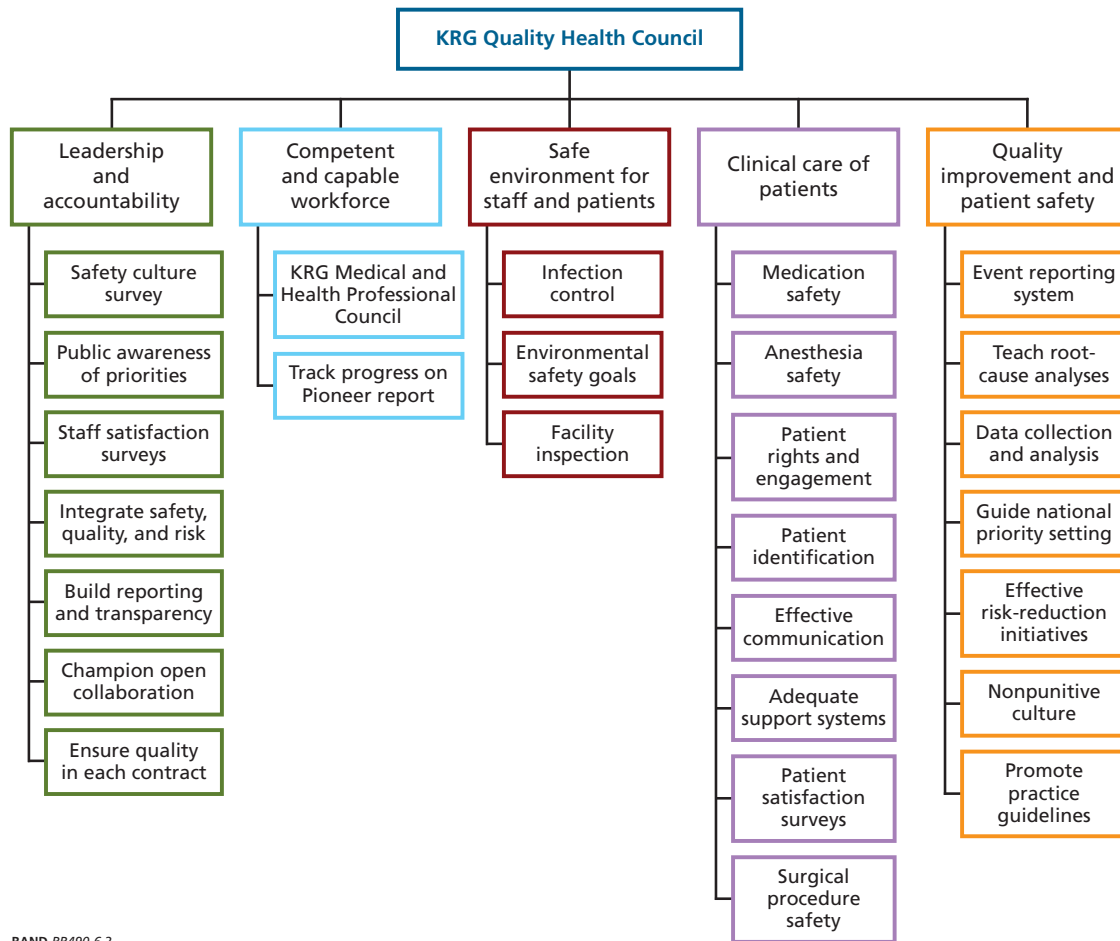 KRG Quality Health Council
Leadership
and
accountability
Safety culture
survey
Public awareness
of priorities
Staff satisfaction
surveys
Integrate safety,
quality, and risk
Build reporting
and transparency
Champion open
collaboration
Ensure quality
in each contract
Competent
and capable
workforce
KRG Medical and
Health Professional
Council
Track progress on
Pioneer report
Safe
environment for
staff and patients
Infection
control
Environmental
safety goals
Facility
inspection
Clinical care of
patients
Medication
safety
Anesthesia
safety
Patient
rights and
engagement
Patient
identification
Effective
communication
Adequate
support systems
Patient
satisfaction
surveys
Surgical
procedure
safety
Quality
improvement and
patient safety
Event reporting
system
Teach root-
cause analyses
Data collection
and analysis
Guide national
priority setting
Effective
risk-reduction
initiatives
Nonpunitive
culture
Promote
practice
guidelines